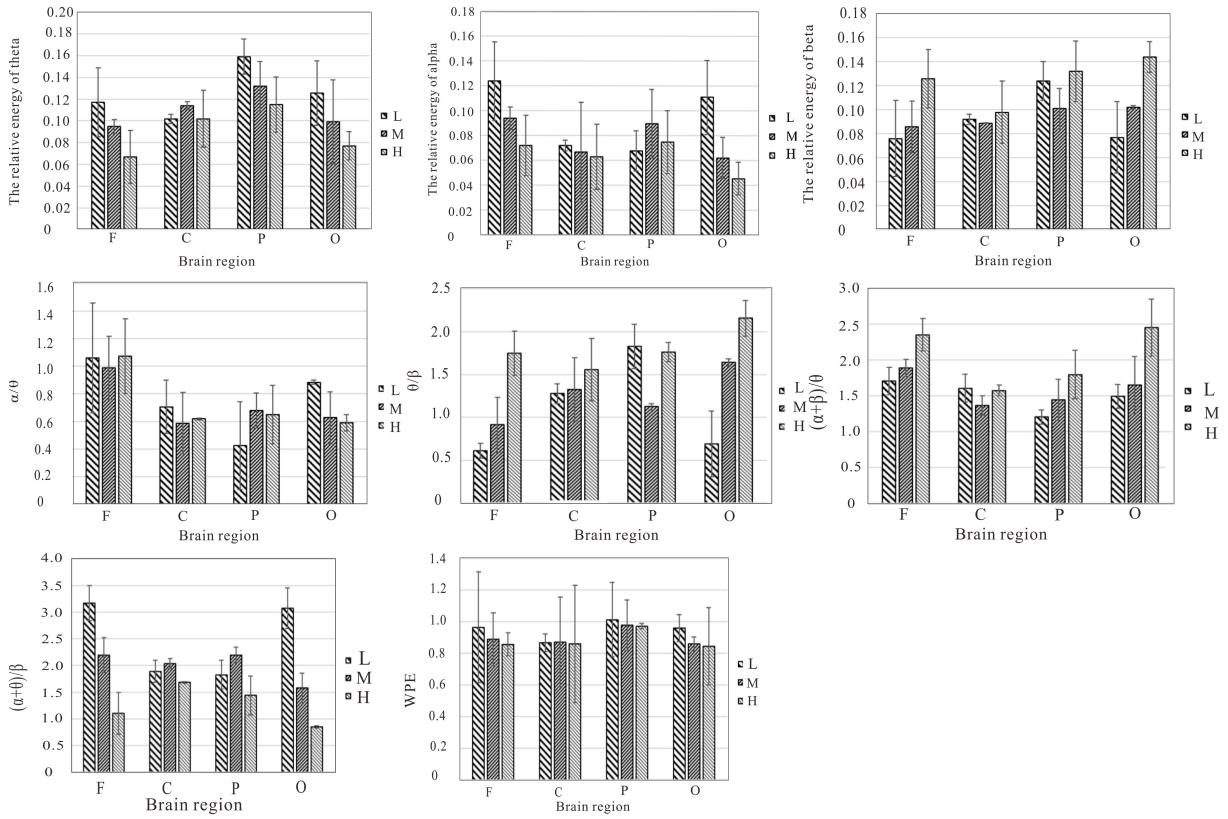 The relative energy of theta
0.20
0.18
0.16
0.14
0.12
0.10
0.08
0.06
0.04
0.02
0
F C P O
Brain region
L
M
H
The relative energy of alpha
0.18
0.16
0.14
0.12
0.10
0.08
0.06
0.04
0.02
0
F C P O
Brain region
L
M
H
The relative energy of beta
0.18
0.16
0.14
0.12
0.10
0.08
0.06
0.04
0.02
0
F C P O
Brain region
L
M
H
α/θ
1.6
1.4
1.2
1.0
0.8
0.6
0.4
0.2
0
F C P O
Brain region
L
M
H
θ/β
2.5
2.0
1.5
1.0
0.5
0
F C P O
Brain region
L
M
H
(α+β)/θ
3.0
2.5
2.0
1.5
1.0
0.5
0
F C P O
Brain region
L
M
H
(α+θ)/β
4.0
3.5
3.0
2.5
2.0
1.5
1.0
0.5
0
F C P O
Brain region
L
M
H
WPE
1.4
1.2
1.0
0.8
0.6
0.4
0.2
0
F C P O
Brain region
L
M
H